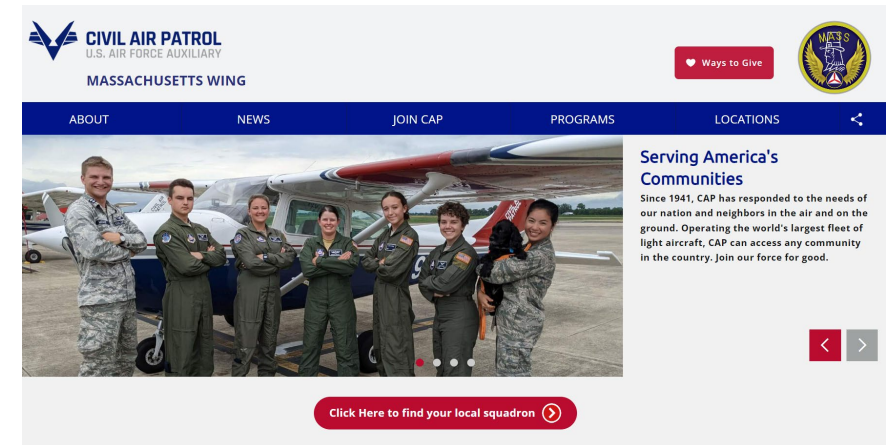 CIVIL AIR PATROL
U.S. AIR FORCE AUXILIARY
MASSACHUSETTS WING
Ways to Give
MASS
ABOUT
NEWS
JOIN CAP
PROGRAMS
LOCATIONS
Serving America's
Communities
Since 1941, CAP has responded to the needs of
our nation and neighbors in the air and on the
ground. Operating the world's largest fleet of
light aircraft, CAP can access any community
in the country. Join our force for good.
Click Here to find your local squadron